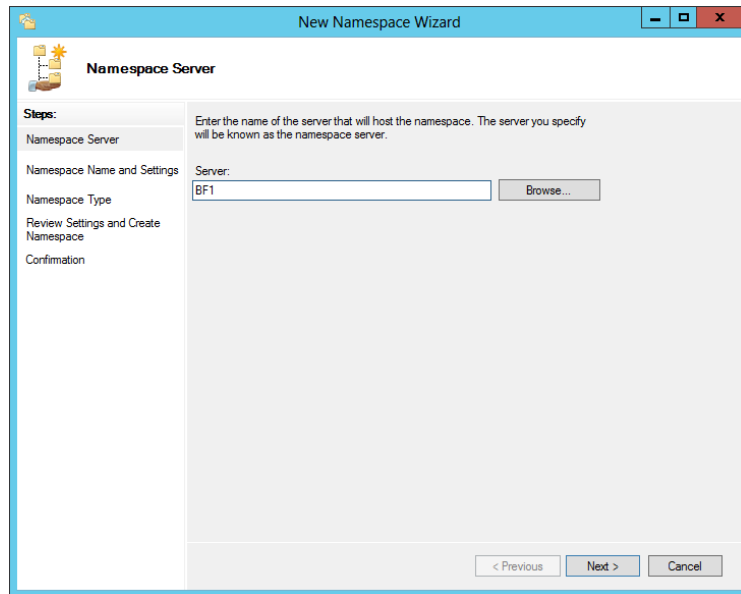 New Namespace Wizard
Namespace Server
Steps:
Namespace Server
Namespace Name and Settings
Namespace Type
Review Settings and Create
Namespace
Confirmation
Enter the name of the server that will host the namespace. The server you specify
will be known as the namespace server.
Server:
BF1
Browse...
< Previous
Next >
Cancel